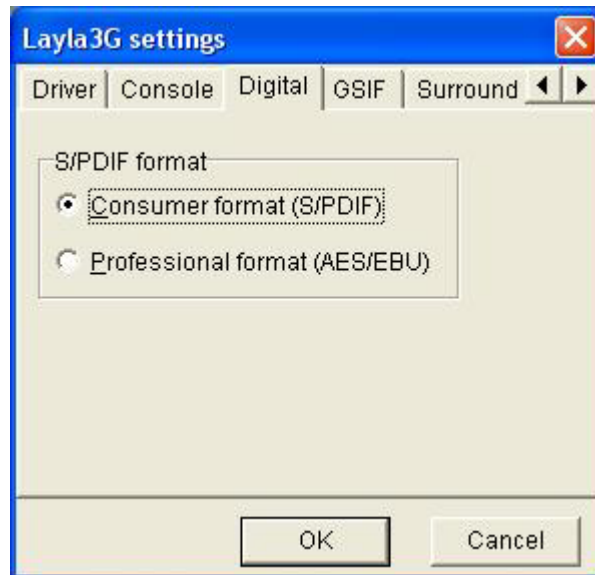 Layla3G settings
Driver Console Digital GSIF Surround
S/PDIF format
Consumer format (S/PDIF)
Professional format (AES/EBU)
OK Cancel